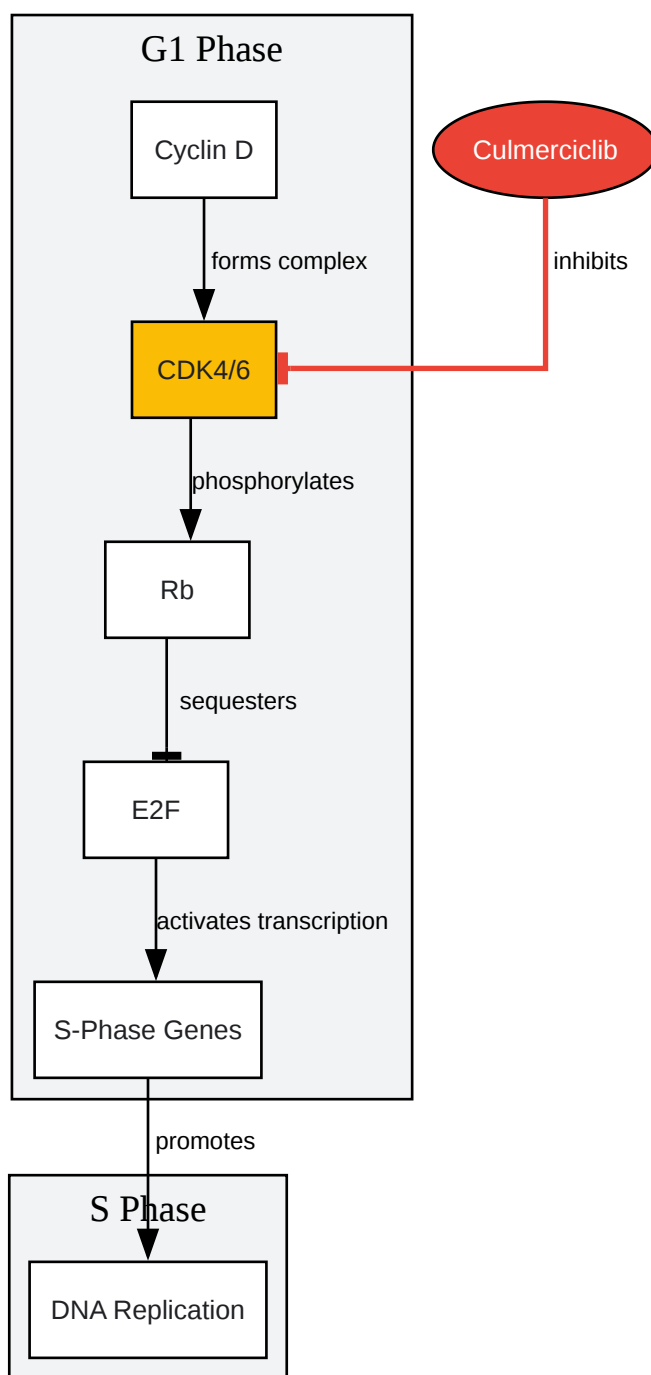 G1 Phase
Cyclin D
Culmerciclib
forms complex
inhibits
CDK4/6
phosphorylates
Rb
sequesters
E2F
activates transcription
S-Phase Genes
promotes
S Phase
DNA Replication